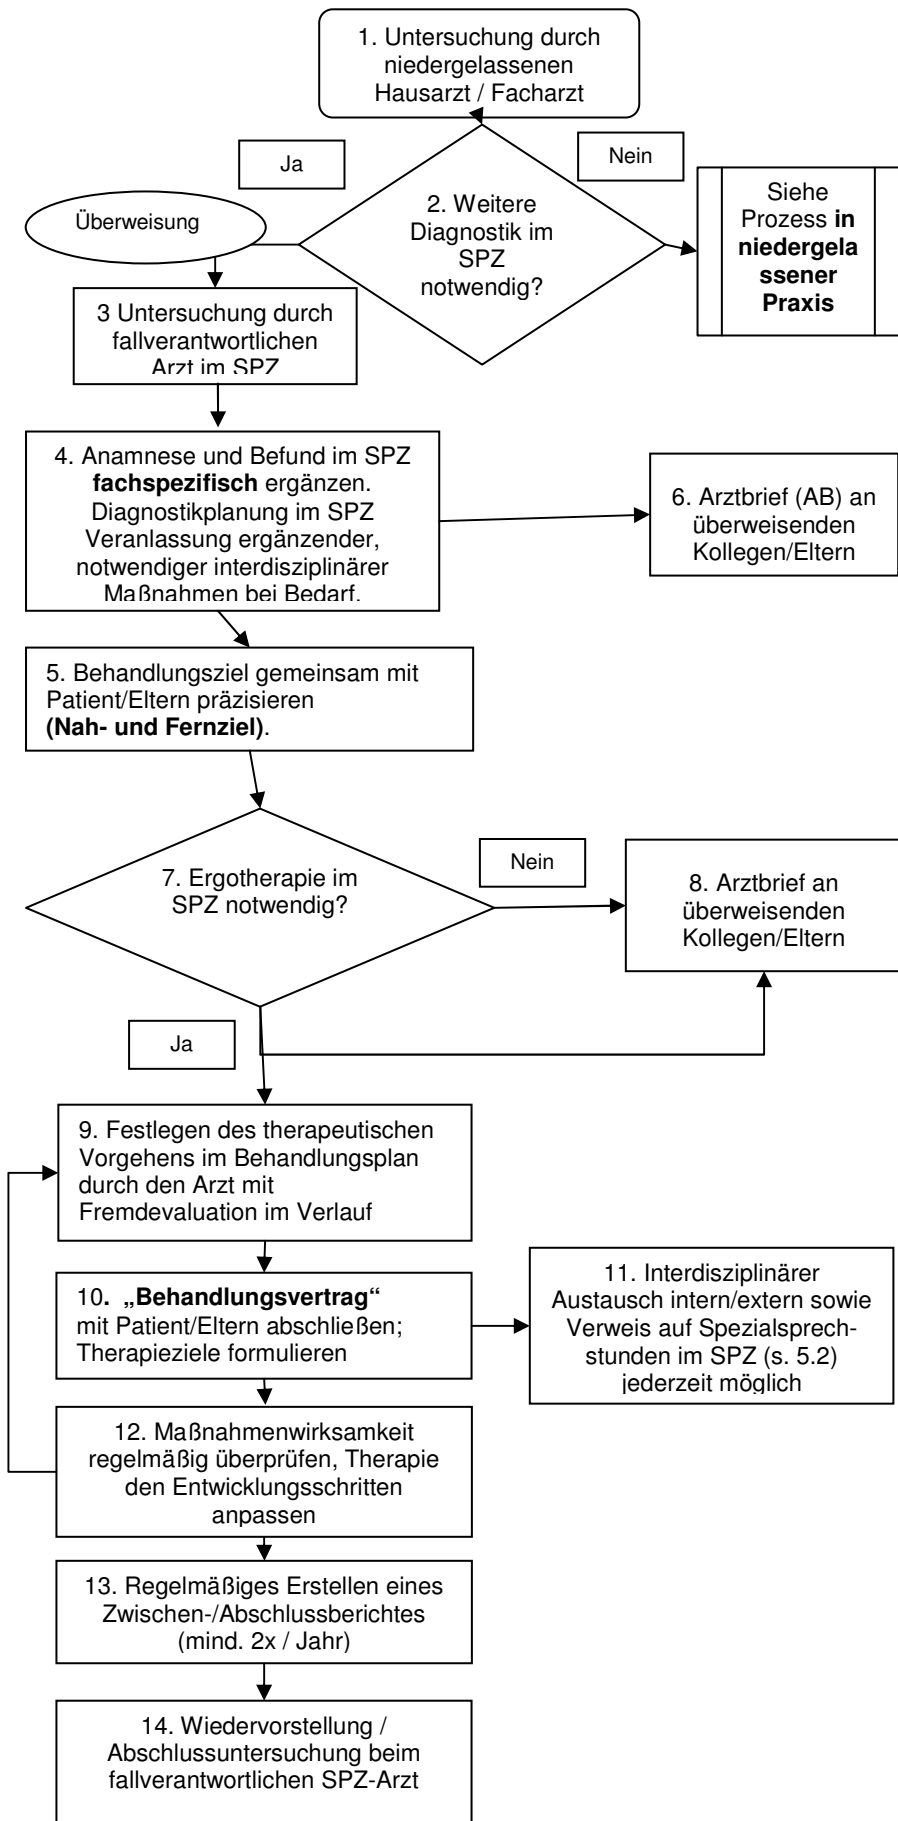 1. Untersuchung durch
niedergelassenen
Hausarzt / Facharzt
Ja
Nein
Überweisung
2. Weitere
Diagnostik im
SPZ
notwendig?
Siehe
Prozess in
niedergela
ssener
Praxis
3 Untersuchung durch
fallverantwortlichen
Arzt im SPZ
4. Anamnese und Befund im SPZ
fachspezifisch ergänzen.
Diagnostikplanung im SPZ
Veranlassung ergänzender,
notwendiger interdisziplinärer
Maßnahmen bei Bedarf.
6. Arztbrief (AB) an
überweisenden
Kollegen/Eltern
5. Behandlungsziel gemeinsam mit
Patient/Eltern präzisieren
(Nah- und Fernziel).
7. Ergotherapie im
SPZ notwendig?
Nein
8. Arztbrief an
überweisenden
Kollegen/Eltern
Ja
9. Festlegen des therapeutischen
Vorgehens im Behandlungsplan
durch den Arzt mit
Fremdevaluation im Verlauf
10. „Behandlungsvertrag“
mit Patient/Eltern abschließen;
Therapieziele formulieren
11. Interdisziplinärer
Austausch intern/extern sowie
Verweis auf Spezialsprech-
stunden im SPZ (s. 5.2)
jederzeit möglich
12. Maßnahmenwirksamkeit
regelmäßig überprüfen, Therapie
den Entwicklungsschritten
anpassen
13. Regelmäßiges Erstellen eines
Zwischen-/Abschlussberichtes
(mind. 2x / Jahr)
14. Wiedervorstellung /
Abschlussuntersuchung beim
fallverantwortlichen SPZ-Arzt